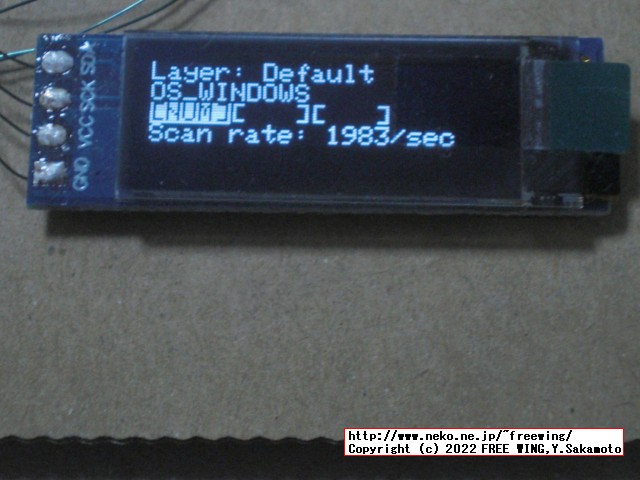 Layer: Default
OS_WINDOWS
[NUM][    ][    ]
Scan rate: 1983/sec
GND VCC SCK SDA
http://www.neko.ne.jp/~freewing/
Copyright (c) 2022 FREE WING,Y.Sakamoto